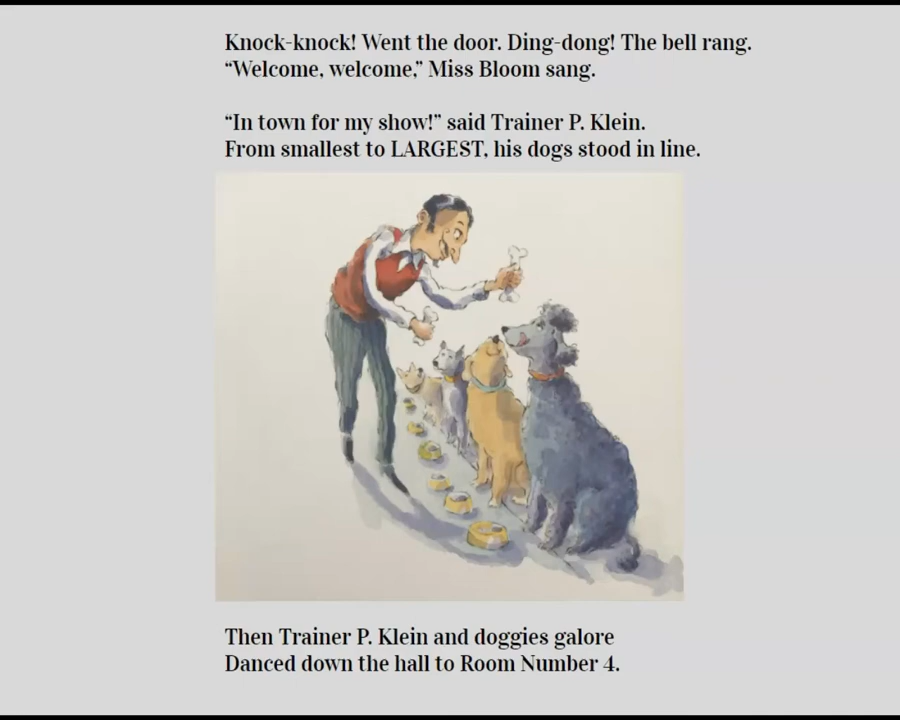 Knock-knock! Went the door. Ding-dong! The bell rang.
“Welcome, welcome,” Miss Bloom sang.
“In town for my show!” said Trainer P. Klein.
From smallest to LARGEST, his dogs stood in line.
Then Trainer P. Klein and doggies galore
Danced down the hall to Room Number 4.